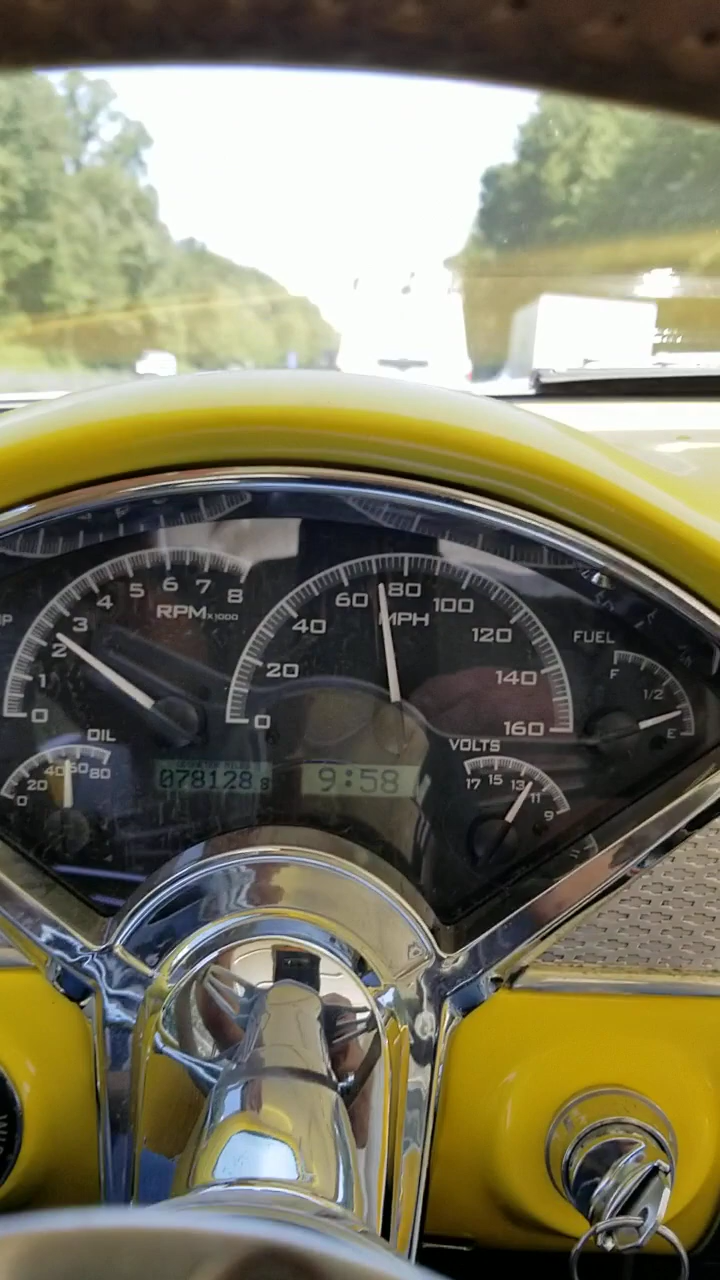 0 1 2 3 4 5 6 7 8
RPM x1000
0 20 40 60 80 100 120 140 160
MPH
FUEL
F 1/2 E
OIL
0 20 40 60 80
078128
9:58
VOLTS
17 15 13 11 9